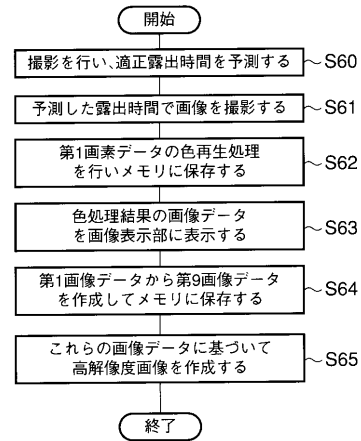 開始
撮影を行い、適正露出時間を予測する
S60
予測した露出時間で画像を撮影する
S61
第1画素データの色再生処理
を行いメモリに保存する
S62
色処理結果の画像データ
を画像表示部に表示する
S63
第1画像データから第9画像データ
を作成してメモリに保存する
S64
これらの画像データに基づいて
高解像度画像を作成する
S65
終了